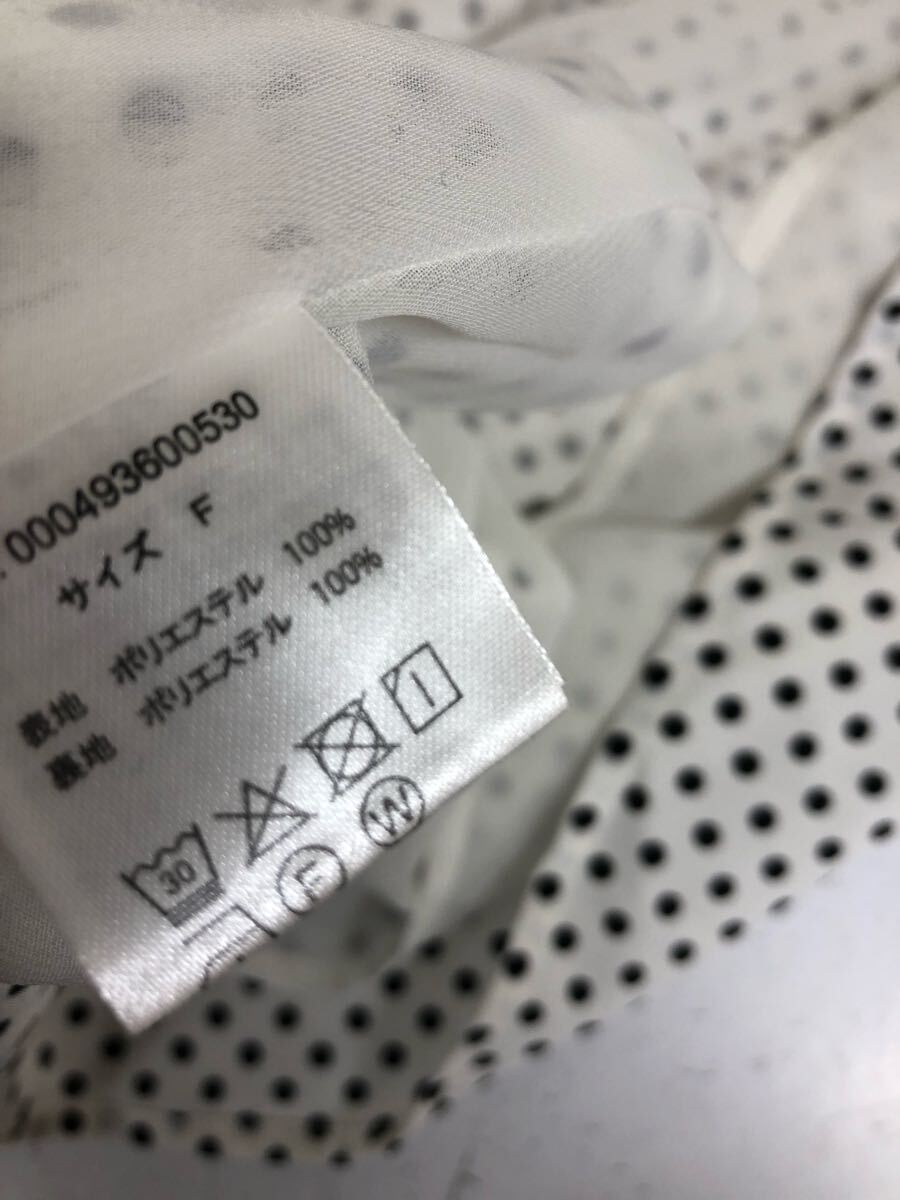 000493600530
サイズ F
表地 ポリエステル 100%
裏地 ポリエステル 100%
30
F W